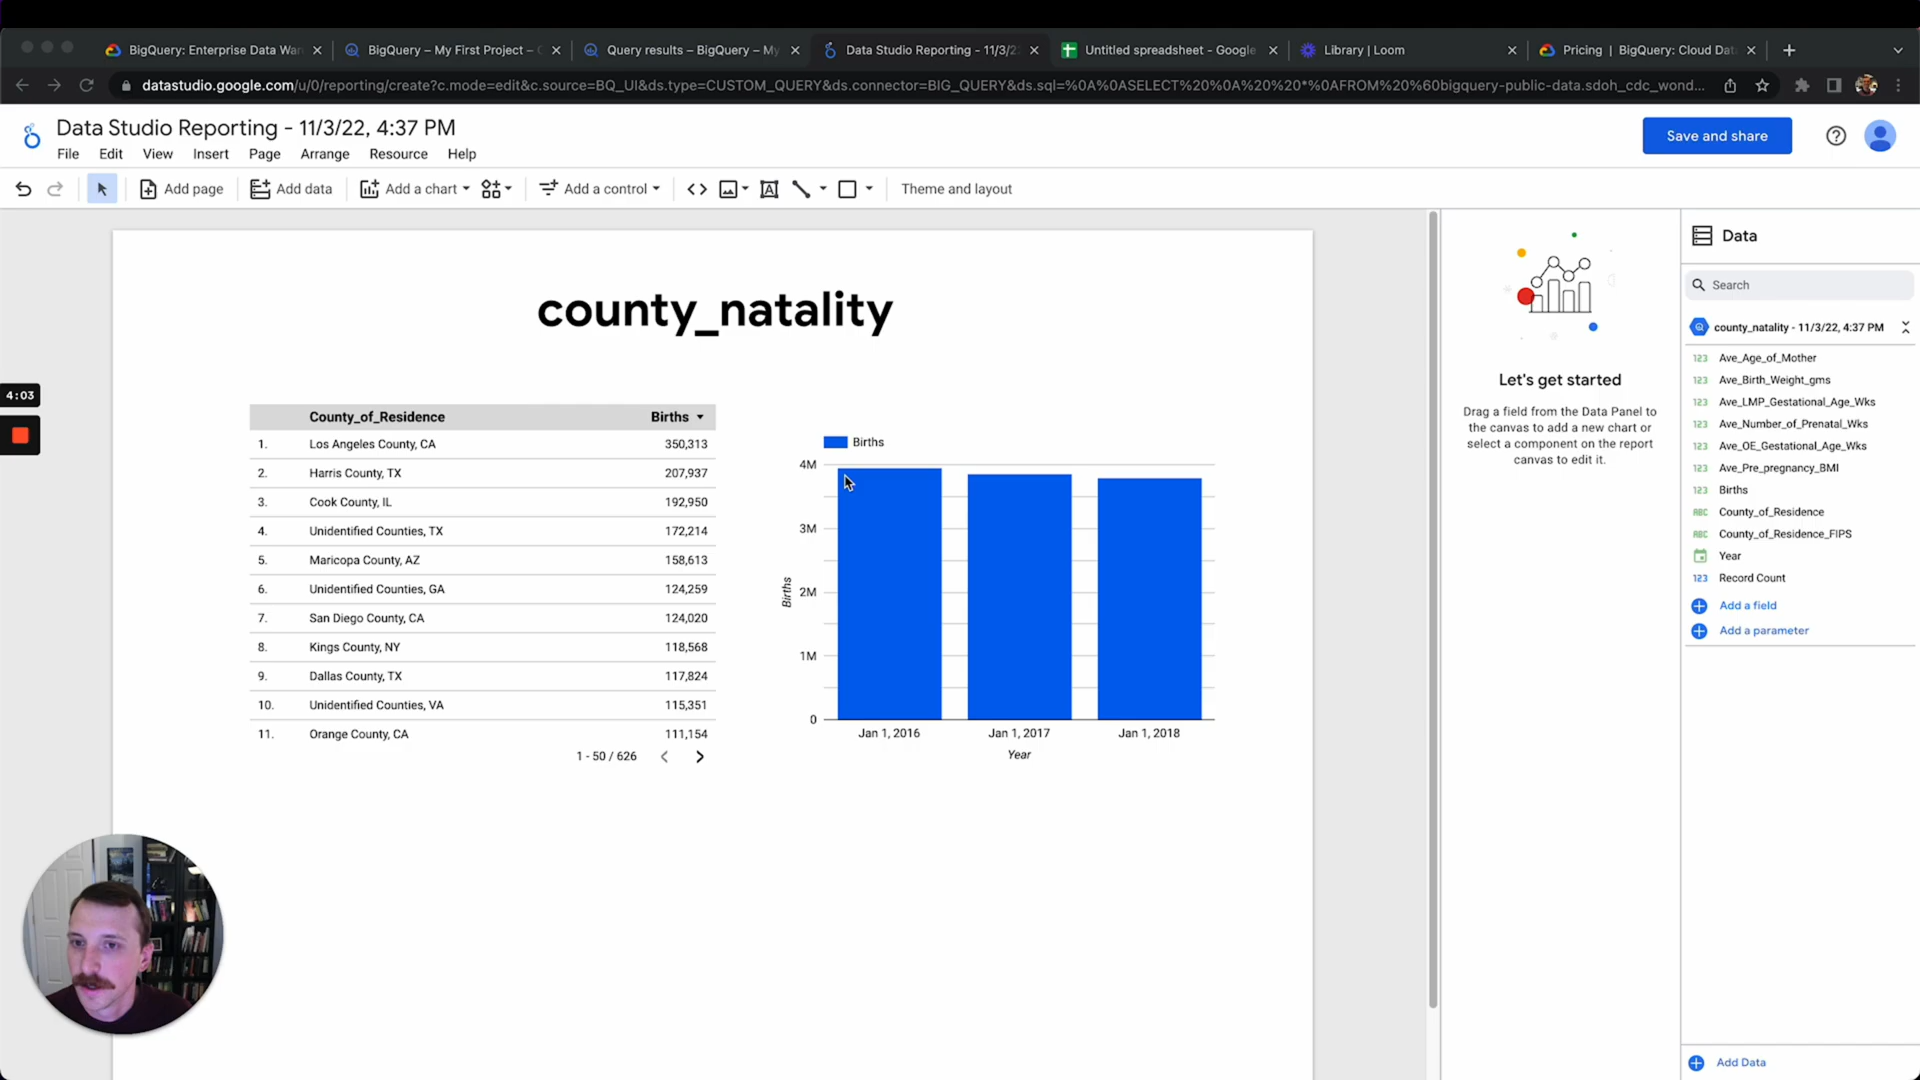 BigQuery: Enterprise Data War
BigQuery – My First Project – G
Query results – BigQuery – My
Data Studio Reporting - 11/3/2
Untitled spreadsheet - Google
Library | Loom
Pricing | BigQuery: Cloud Dat
datastudio.google.com/u/0/reporting/create?c.mode=edit&c.source=BQ_UI&ds.type=CUSTOM_QUERY&ds.connector=BIG_QUERY&ds.sql=%0A%0ASELECT%20%0A%20%20*%0AFROM%20%60bigquery-public-data.sdoh_cdc_wond...
Data Studio Reporting - 11/3/22, 4:37 PM
File Edit View Insert Page Arrange Resource Help
Save and share
Add page
Add data
Add a chart
Add a control
Theme and layout
county_natality
County_of_Residence Births
1. Los Angeles County, CA 350,313
2. Harris County, TX 207,937
3. Cook County, IL 192,950
4. Unidentified Counties, TX 172,214
5. Maricopa County, AZ 158,613
6. Unidentified Counties, GA 124,259
7. San Diego County, CA 124,020
8. Kings County, NY 118,568
9. Dallas County, TX 117,824
10. Unidentified Counties, VA 115,351
11. Orange County, CA 111,154
1 - 50 / 626
Births
4M
3M
2M
1M
0
Births
Jan 1, 2016 Jan 1, 2017 Jan 1, 2018
Year
4:03
Let's get started
Drag a field from the Data Panel to
the canvas to add a new chart or
select a component on the report
canvas to edit it.
Data
Search
county_natality - 11/3/22, 4:37 PM
123 Ave_Age_of_Mother
123 Ave_Birth_Weight_gms
123 Ave_LMP_Gestational_Age_Wks
123 Ave_Number_of_Prenatal_Wks
123 Ave_OE_Gestational_Age_Wks
123 Ave_Pre_pregnancy_BMI
123 Births
ABC County_of_Residence
ABC County_of_Residence_FIPS
Year
123 Record Count
Add a field
Add a parameter
Add Data